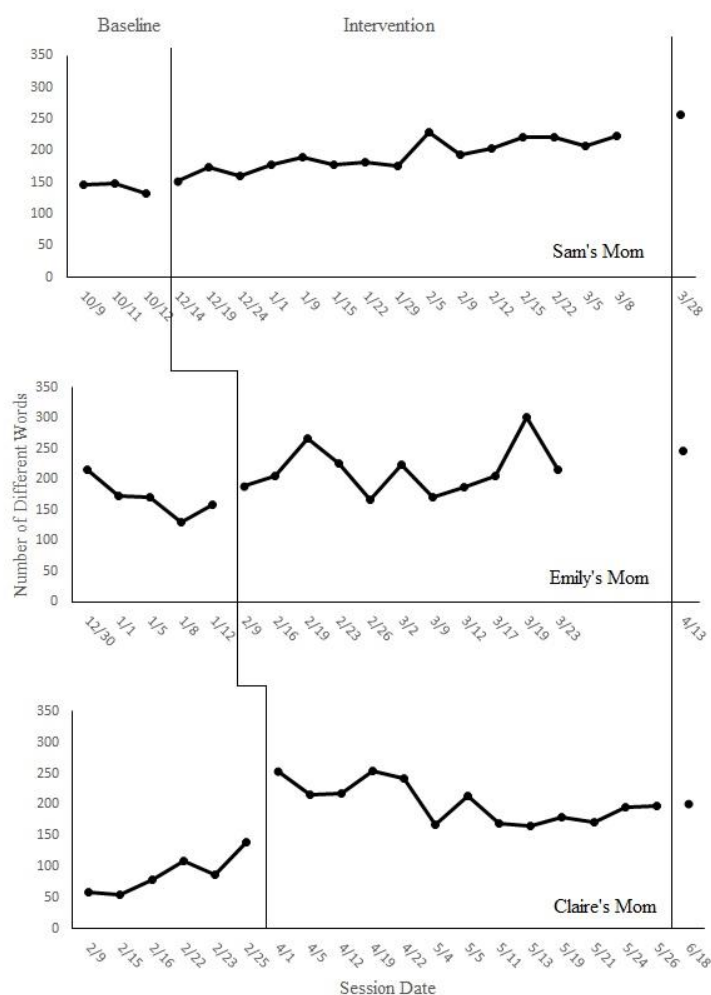 Baseline Intervention
350
300
250
200
150
100
50
0
Sam's Mom
10/9 10/11 10/12 12/14 12/19 12/24 1/1 1/9 1/15 1/22 1/29 2/5 2/9 2/12 2/15 2/22 3/5 3/8 3/28
Number of Different Words
350
300
250
200
150
100
50
0
Emily's Mom
12/30 1/1 1/5 1/8 1/12 2/9 2/16 2/19 2/23 2/26 3/2 3/9 3/12 3/17 3/19 3/23 4/13
350
300
250
200
150
100
50
0
Claire's Mom
2/9 2/15 2/16 2/22 2/23 2/25 4/1 4/5 4/12 4/19 4/22 5/4 5/5 5/11 5/13 5/19 5/21 5/24 5/26 6/18
Session Date